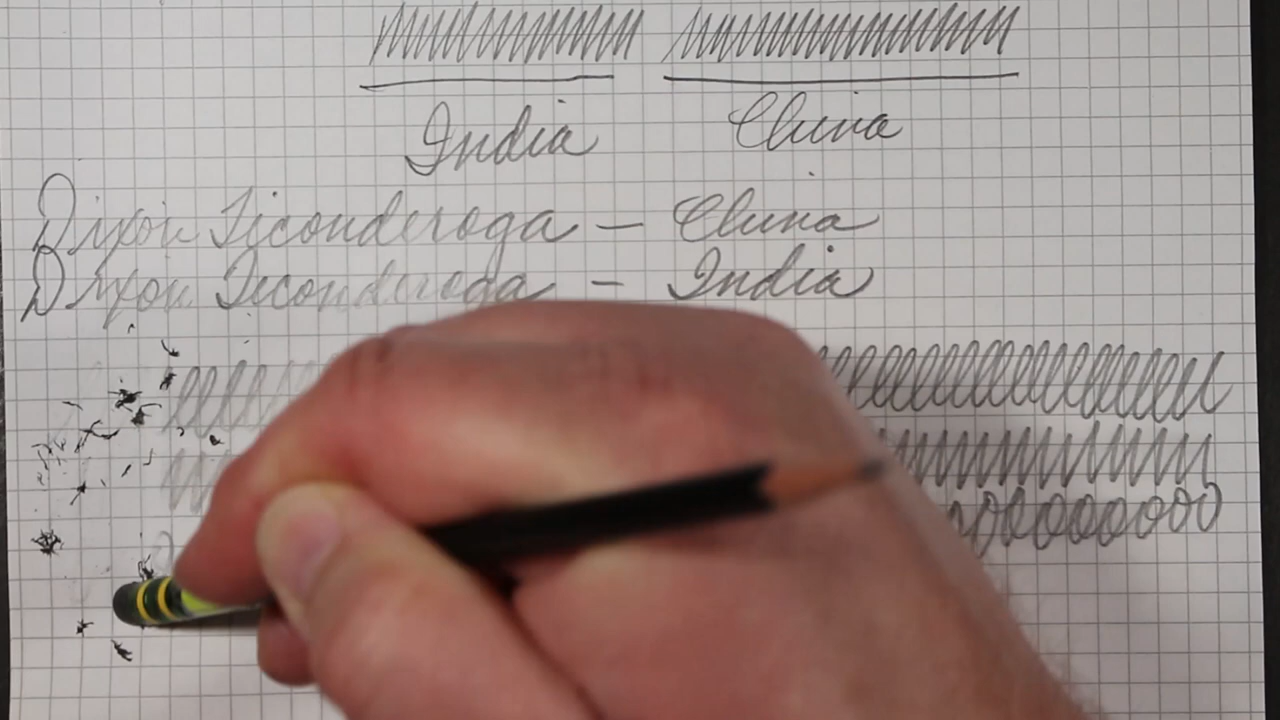 India China
Dixon Ticonderoga – China
Dixon Ticonderoga – India